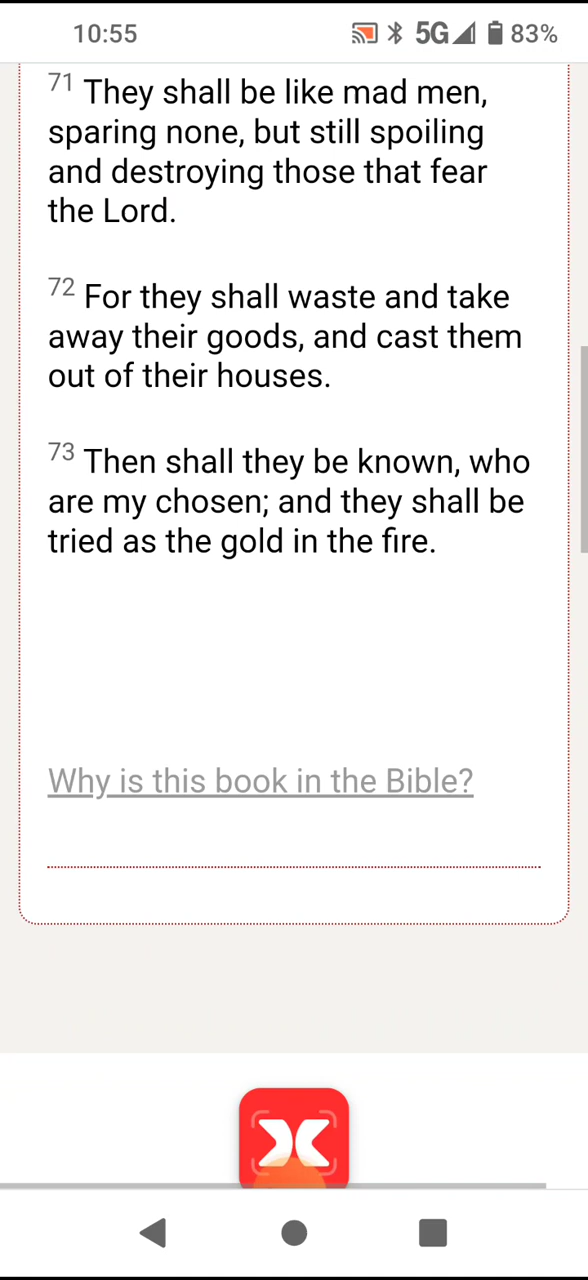 10:55 5G 83%
71 They shall be like mad men,
sparing none, but still spoiling
and destroying those that fear
the Lord.
72 For they shall waste and take
away their goods, and cast them
out of their houses.
73 Then shall they be known, who
are my chosen; and they shall be
tried as the gold in the fire.
Why is this book in the Bible?